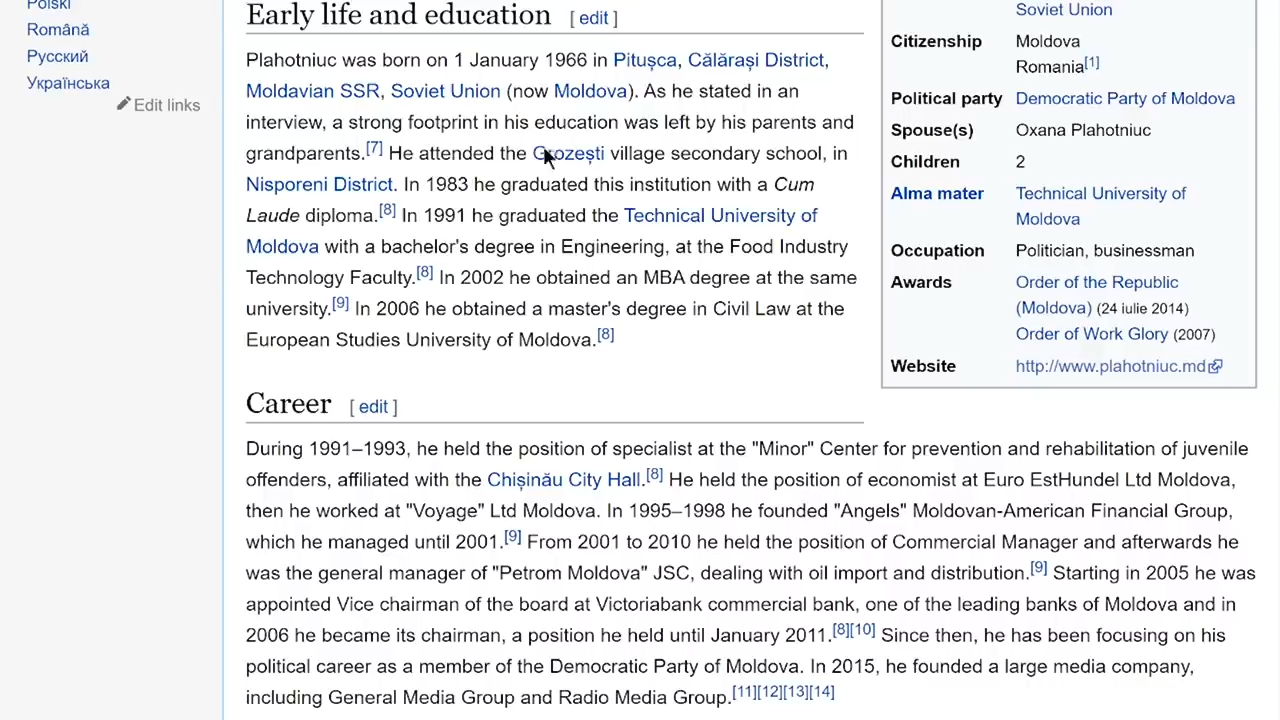 Polski
Română
Русский
Українська
Edit links
Early life and education [ edit ]
Plahotniuc was born on 1 January 1966 in Pitușca, Călărași District,
Moldavian SSR, Soviet Union (now Moldova). As he stated in an
interview, a strong footprint in his education was left by his parents and
grandparents.[7] He attended the Grozești village secondary school, in
Nisporeni District. In 1983 he graduated this institution with a Cum
Laude diploma.[8] In 1991 he graduated the Technical University of
Moldova with a bachelor's degree in Engineering, at the Food Industry
Technology Faculty.[8] In 2002 he obtained an MBA degree at the same
university.[9] In 2006 he obtained a master's degree in Civil Law at the
European Studies University of Moldova.[8]
Soviet Union
Citizenship Moldova
Romania[1]
Political party Democratic Party of Moldova
Spouse(s) Oxana Plahotniuc
Children 2
Alma mater Technical University of
Moldova
Occupation Politician, businessman
Awards Order of the Republic
(Moldova) (24 iulie 2014)
Order of Work Glory (2007)
Website http://www.plahotniuc.md
Career [ edit ]
During 1991–1993, he held the position of specialist at the "Minor" Center for prevention and rehabilitation of juvenile
offenders, affiliated with the Chișinău City Hall.[8] He held the position of economist at Euro EstHundel Ltd Moldova,
then he worked at "Voyage" Ltd Moldova. In 1995–1998 he founded "Angels" Moldovan-American Financial Group,
which he managed until 2001.[9] From 2001 to 2010 he held the position of Commercial Manager and afterwards he
was the general manager of "Petrom Moldova" JSC, dealing with oil import and distribution.[9] Starting in 2005 he was
appointed Vice chairman of the board at Victoriabank commercial bank, one of the leading banks of Moldova and in
2006 he became its chairman, a position he held until January 2011.[8][10] Since then, he has been focusing on his
political career as a member of the Democratic Party of Moldova. In 2015, he founded a large media company,
including General Media Group and Radio Media Group.[11][12][13][14]